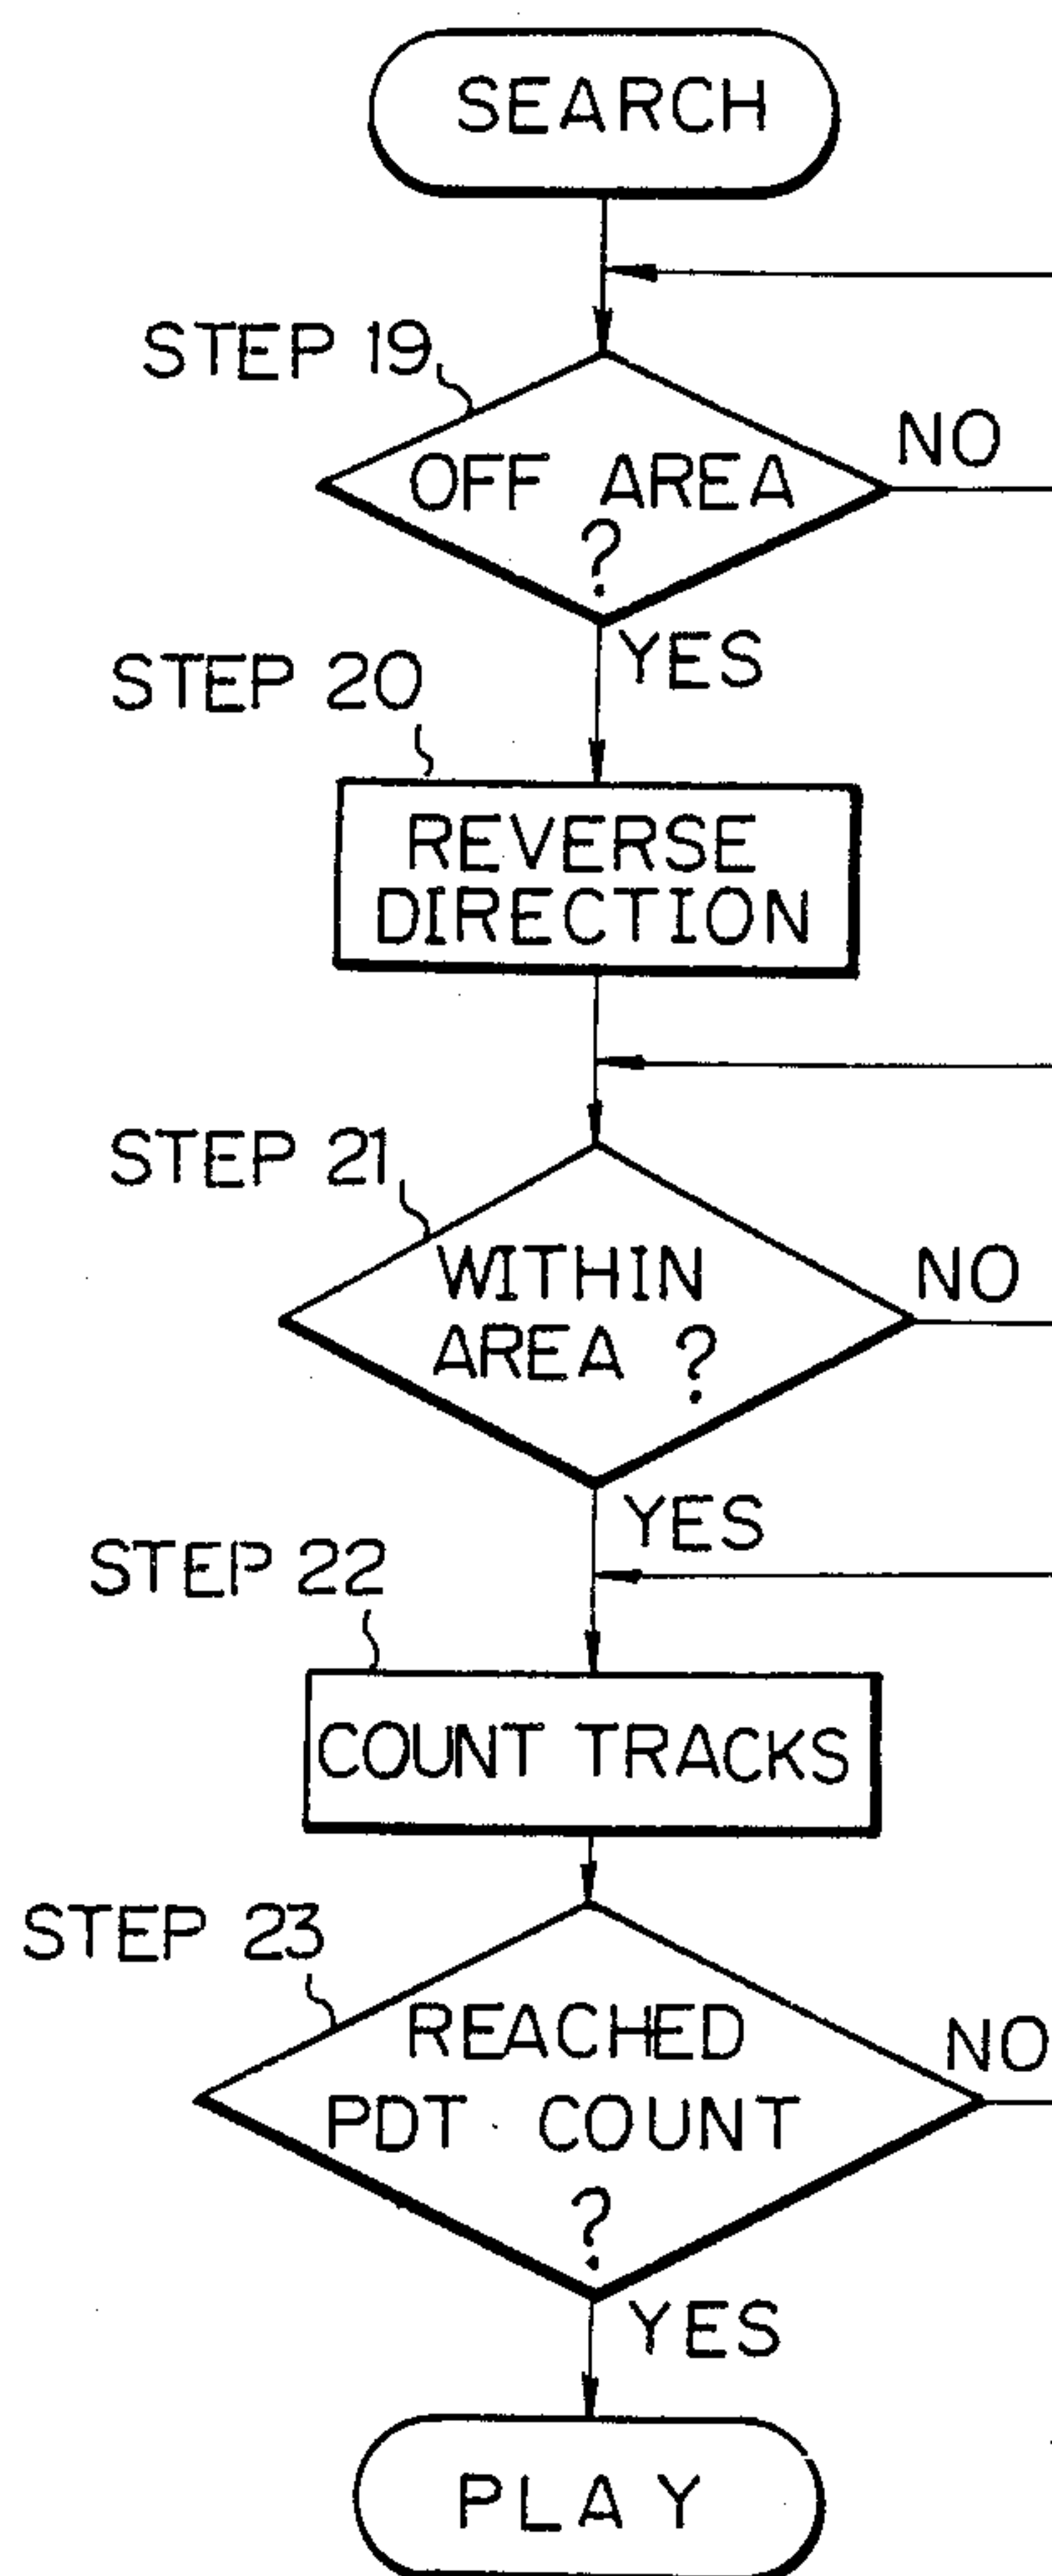 SEARCH
STEP 19
OFF AREA
?
NO
YES
STEP 20
REVERSE
DIRECTION
STEP 21
WITHIN
AREA ?
NO
YES
STEP 22
COUNT TRACKS
STEP 23
REACHED
PDT COUNT
?
NO
YES
PLAY